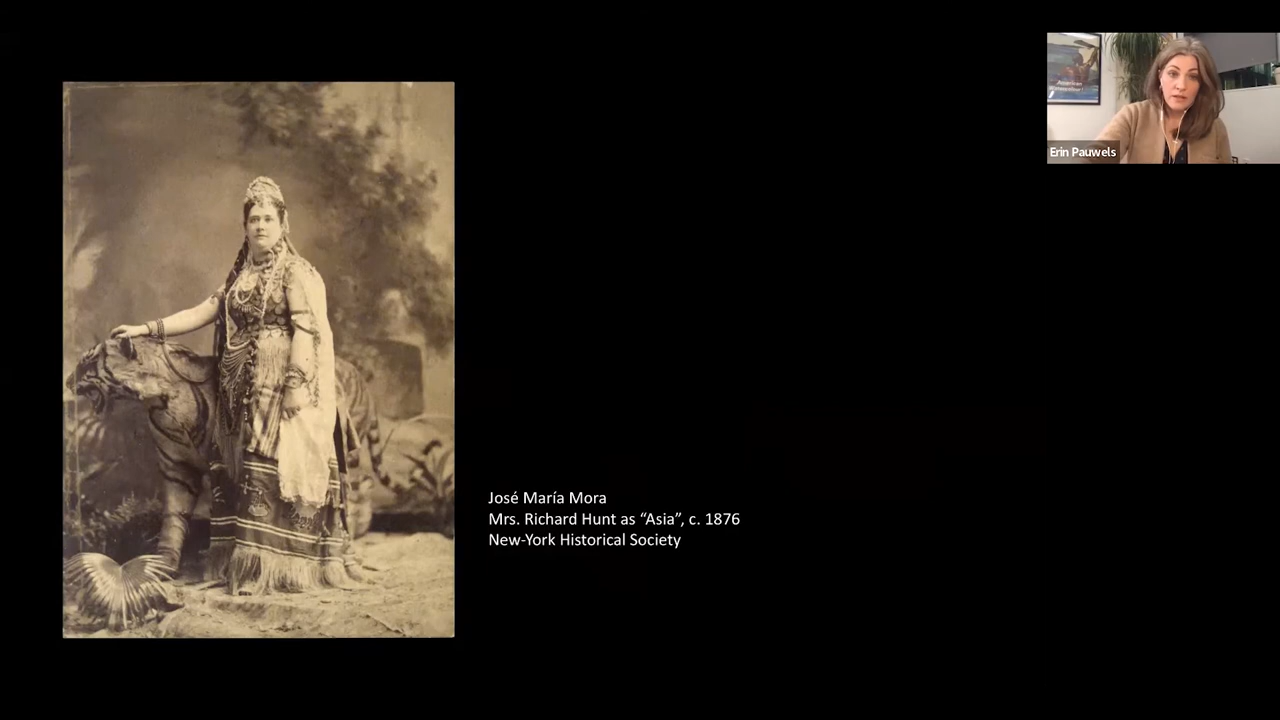 José María Mora
Mrs. Richard Hunt as “Asia”, c. 1876
New-York Historical Society
Erin Pauwels